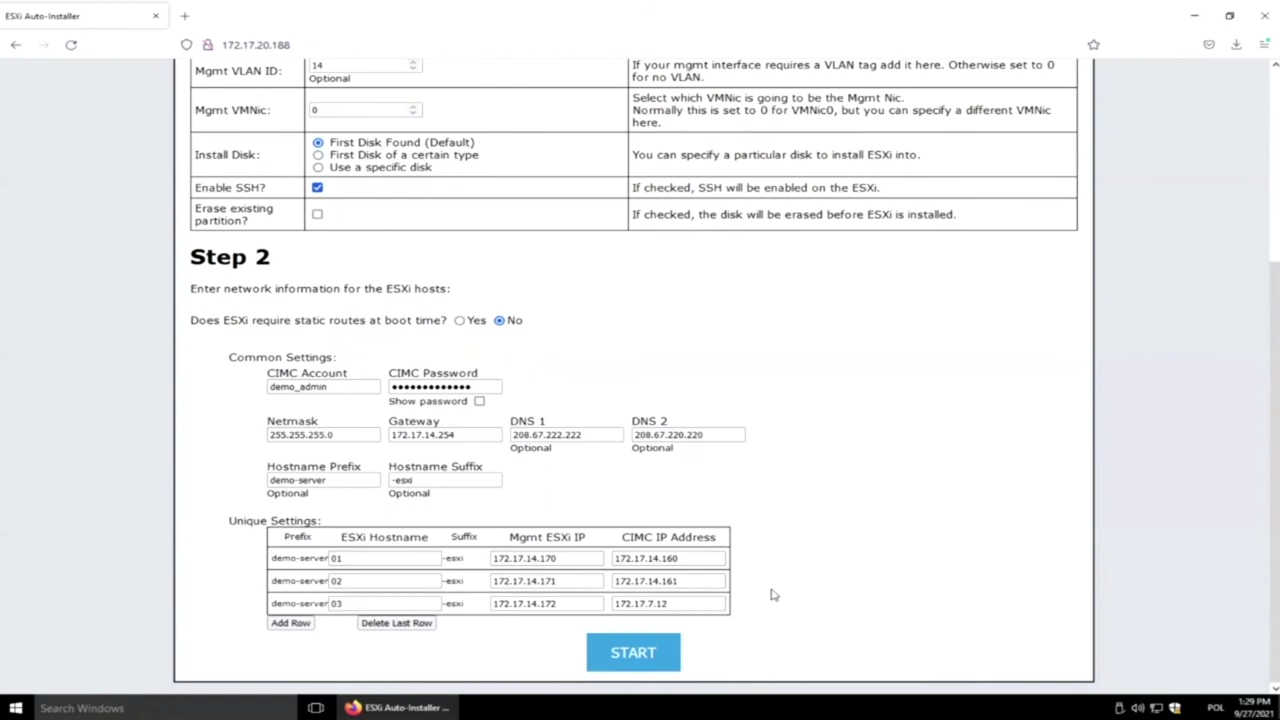 ESXi Auto-Installer
172.17.20.188
Mgmt VLAN ID:
14
Optional
If your mgmt interface requires a VLAN tag add it here. Otherwise set to 0
for no VLAN.
Mgmt VMNic:
0
Select which VMNic is going to be the Mgmt Nic.
Normally this is set to 0 for VMNic0, but you can specify a different VMNic
here.
Install Disk:
First Disk Found (Default)
First Disk of a certain type
Use a specific disk
You can specify a particular disk to install ESXi into.
Enable SSH?
If checked, SSH will be enabled on the ESXi.
Erase existing
partition?
If checked, the disk will be erased before ESXi is installed.
Step 2
Enter network information for the ESXi hosts:
Does ESXi require static routes at boot time? Yes No
Common Settings:
CIMC Account CIMC Password
demo_admin •••••••••••••
Show password
Netmask Gateway DNS 1 DNS 2
255.255.255.0 172.17.14.254 208.67.222.222 208.67.220.220
Optional Optional
Hostname Prefix Hostname Suffix
demo-server -esxi
Optional Optional
Unique Settings:
Prefix ESXi Hostname Suffix Mgmt ESXi IP CIMC IP Address
demo-server 01 -esxi 172.17.14.170 172.17.14.160
demo-server 02 -esxi 172.17.14.171 172.17.14.161
demo-server 03 -esxi 172.17.14.172 172.17.7.12
Add Row Delete Last Row
START
Search Windows ESXi Auto-Installer ... POL 1:29 PM
9/27/2021